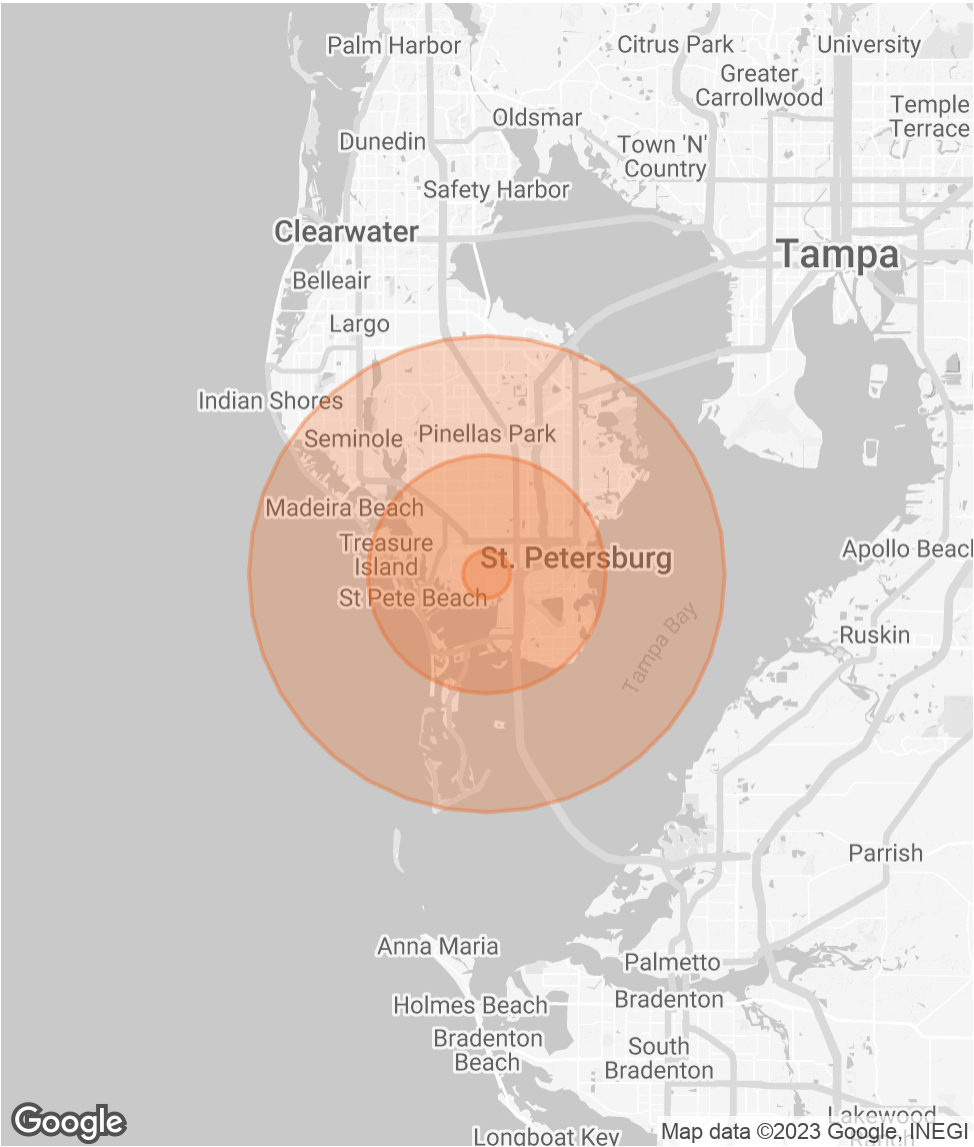 Palm Harbor
Citrus Park
University
Greater
Carrollwood
Temple
Terrace
Oldsmar
Dunedin
Town 'N'
Country
Safety Harbor
Clearwater
Tampa
Belleair
Largo
Indian Shores
Seminole
Pinellas Park
Madeira Beach
Treasure
Island
St. Petersburg
Apollo Beach
St Pete Beach
Tampa Bay
Ruskin
Parrish
Anna Maria
Palmetto
Bradenton
Holmes Beach
Bradenton
Beach
South
Bradenton
Lakewood
Ranch
Longboat Key
Google
Map data ©2023 Google, INEGI